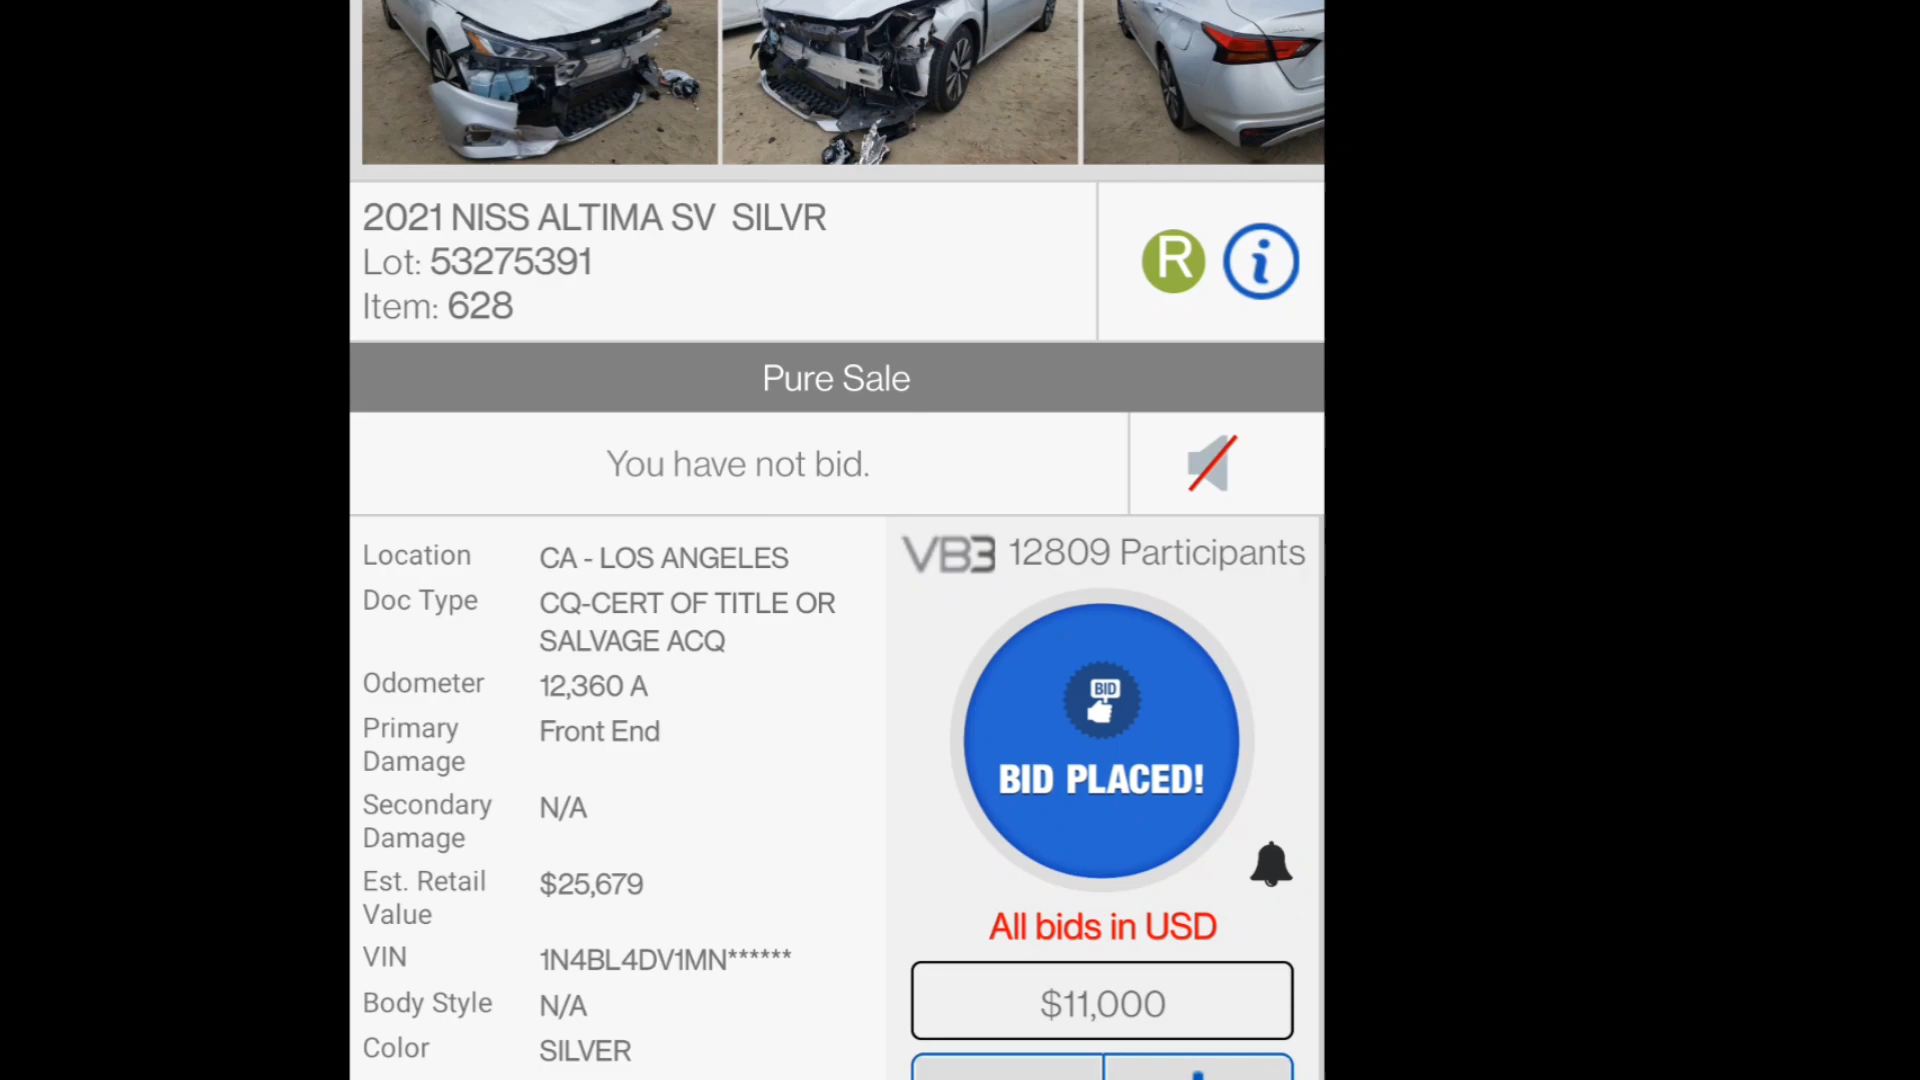 2021 NISS ALTIMA SV SILVR
Lot: 53275391
Item: 628
R
i
Pure Sale
You have not bid.
Location CA - LOS ANGELES
Doc Type CQ-CERT OF TITLE OR
SALVAGE ACQ
Odometer 12,360 A
Primary
Damage Front End
Secondary
Damage N/A
Est. Retail
Value $25,679
VIN 1N4BL4DV1MN******
Body Style N/A
Color SILVER
VB3 12809 Participants
BID
BID PLACED!
All bids in USD
$11,000